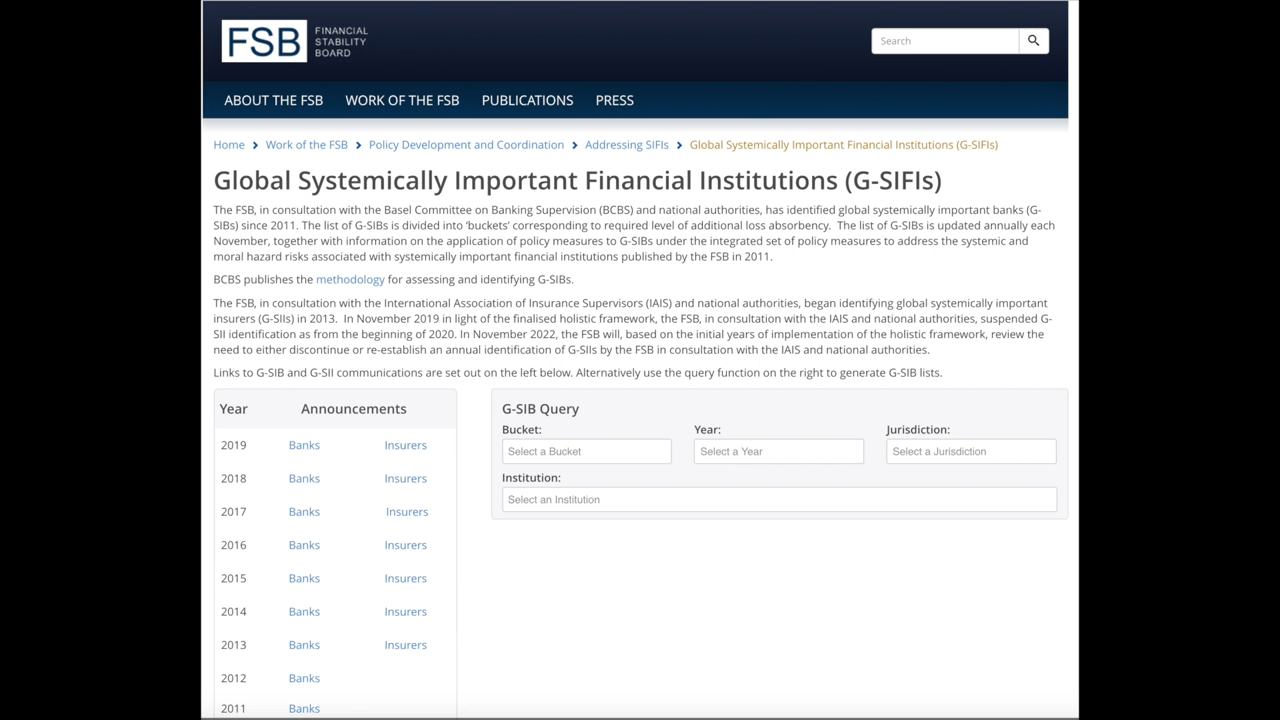 FSB FINANCIAL
STABILITY
BOARD
Search
ABOUT THE FSB WORK OF THE FSB PUBLICATIONS PRESS
Home > Work of the FSB > Policy Development and Coordination > Addressing SIFIs > Global Systemically Important Financial Institutions (G-SIFIs)
Global Systemically Important Financial Institutions (G-SIFIs)
The FSB, in consultation with the Basel Committee on Banking Supervision (BCBS) and national authorities, has identified global systemically important banks (G-
SIBs) since 2011. The list of G-SIBs is divided into ‘buckets’ corresponding to required level of additional loss absorbency.  The list of G-SIBs is updated annually each
November, together with information on the application of policy measures to G-SIBs under the integrated set of policy measures to address the systemic and
moral hazard risks associated with systemically important financial institutions published by the FSB in 2011.
BCBS publishes the methodology for assessing and identifying G-SIBs.
The FSB, in consultation with the International Association of Insurance Supervisors (IAIS) and national authorities, began identifying global systemically important
insurers (G-SIIs) in 2013.  In November 2019 in light of the finalised holistic framework, the FSB, in consultation with the IAIS and national authorities, suspended G-
SII identification as from the beginning of 2020. In November 2022, the FSB will, based on the initial years of implementation of the holistic framework, review the
need to either discontinue or re-establish an annual identification of G-SIIs by the FSB in consultation with the IAIS and national authorities.
Links to G-SIB and G-SII communications are set out on the left below. Alternatively use the query function on the right to generate G-SIB lists.
Year Announcements
2019 Banks Insurers
2018 Banks Insurers
2017 Banks Insurers
2016 Banks Insurers
2015 Banks Insurers
2014 Banks Insurers
2013 Banks Insurers
2012 Banks
2011 Banks
G-SIB Query
Bucket: Year: Jurisdiction:
Select a Bucket Select a Year Select a Jurisdiction
Institution:
Select an Institution